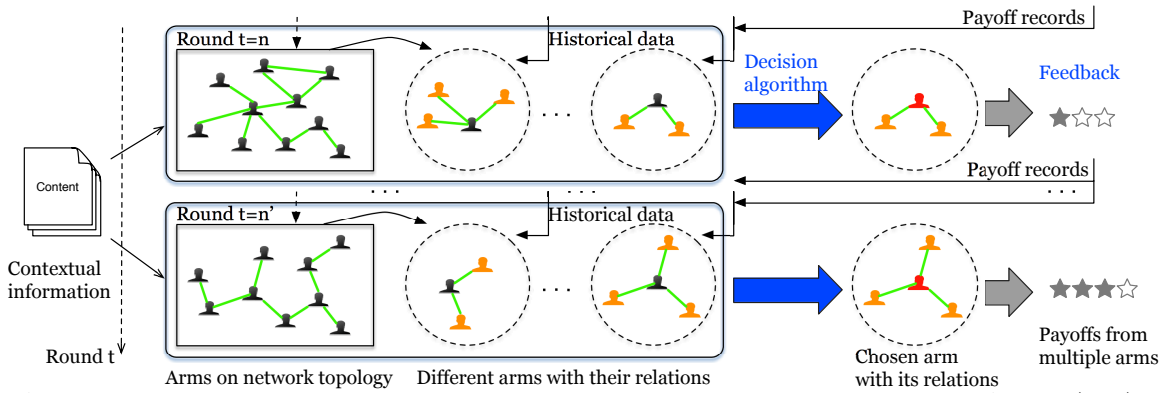 Payoff records
Round t=n
Historical data
Decision
algorithm
Feedback
. . .
Content
Payoff records
. . .
. . .
. . .
Round t=n’
Historical data
Contextual
information
. . .
Round t
Arms on network topology
Different arms with their relations
Chosen arm
with its relations
Payoffs from
multiple arms